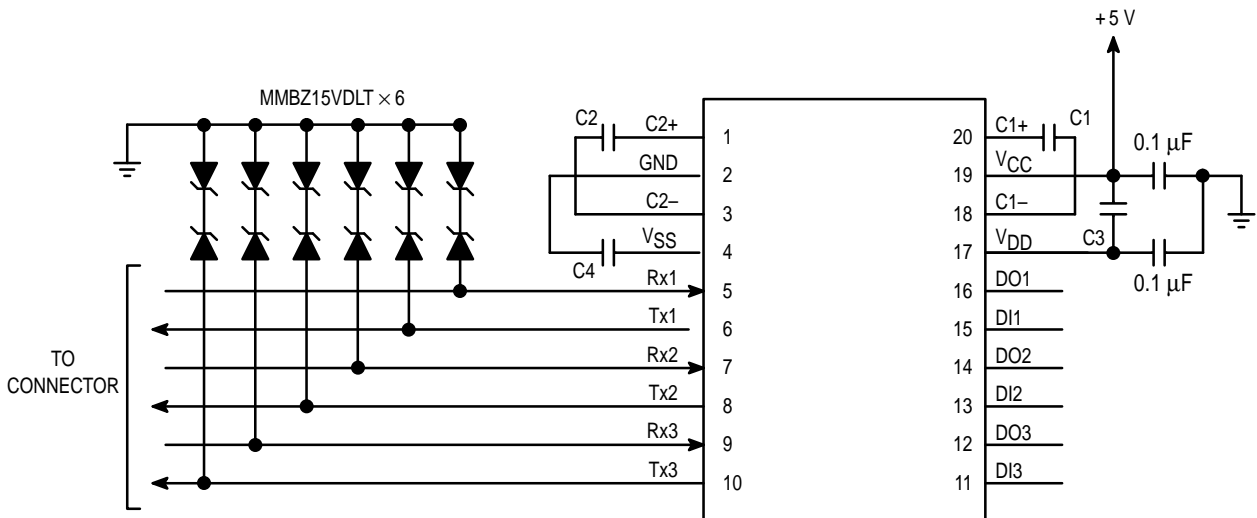 +5 V
MMBZ15VDLT × 6
C2
C2+
1
20
C1+
C1
0.1 μF
GND
2
19
VCC
C2–
3
18
C1–
VSS
4
17
VDD
C3
C4
0.1 μF
Rx1
5
16
DO1
Tx1
6
15
DI1
Rx2
7
14
DO2
Tx2
8
13
DI2
Rx3
9
12
DO3
Tx3
10
11
DI3
TO
CONNECTOR